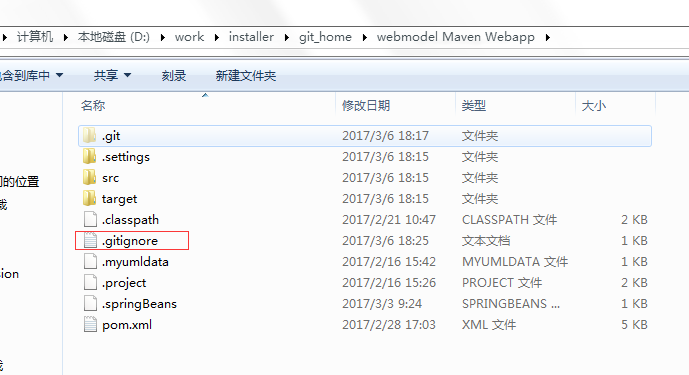 计算机 本地磁盘 (D:) work installer git_home webmodel Maven Webapp
含到库中 共享 刻录 新建文件夹
名称 修改日期 类型 大小
.git 2017/3/6 18:17 文件夹
.settings 2017/3/6 18:15 文件夹
src 2017/3/6 18:15 文件夹
的位置 target 2017/3/6 18:15 文件夹
.classpath 2017/2/21 10:47 CLASSPATH 文件 2 KB
.gitignore 2017/3/6 18:25 文本文档 1 KB
.myumldata 2017/2/16 15:42 MYUMLDATA 文件 1 KB
sion .project 2017/2/16 15:26 PROJECT 文件 2 KB
.springBeans 2017/3/3 9:24 SPRINGBEANS ... 1 KB
pom.xml 2017/2/28 17:03 XML 文件 5 KB